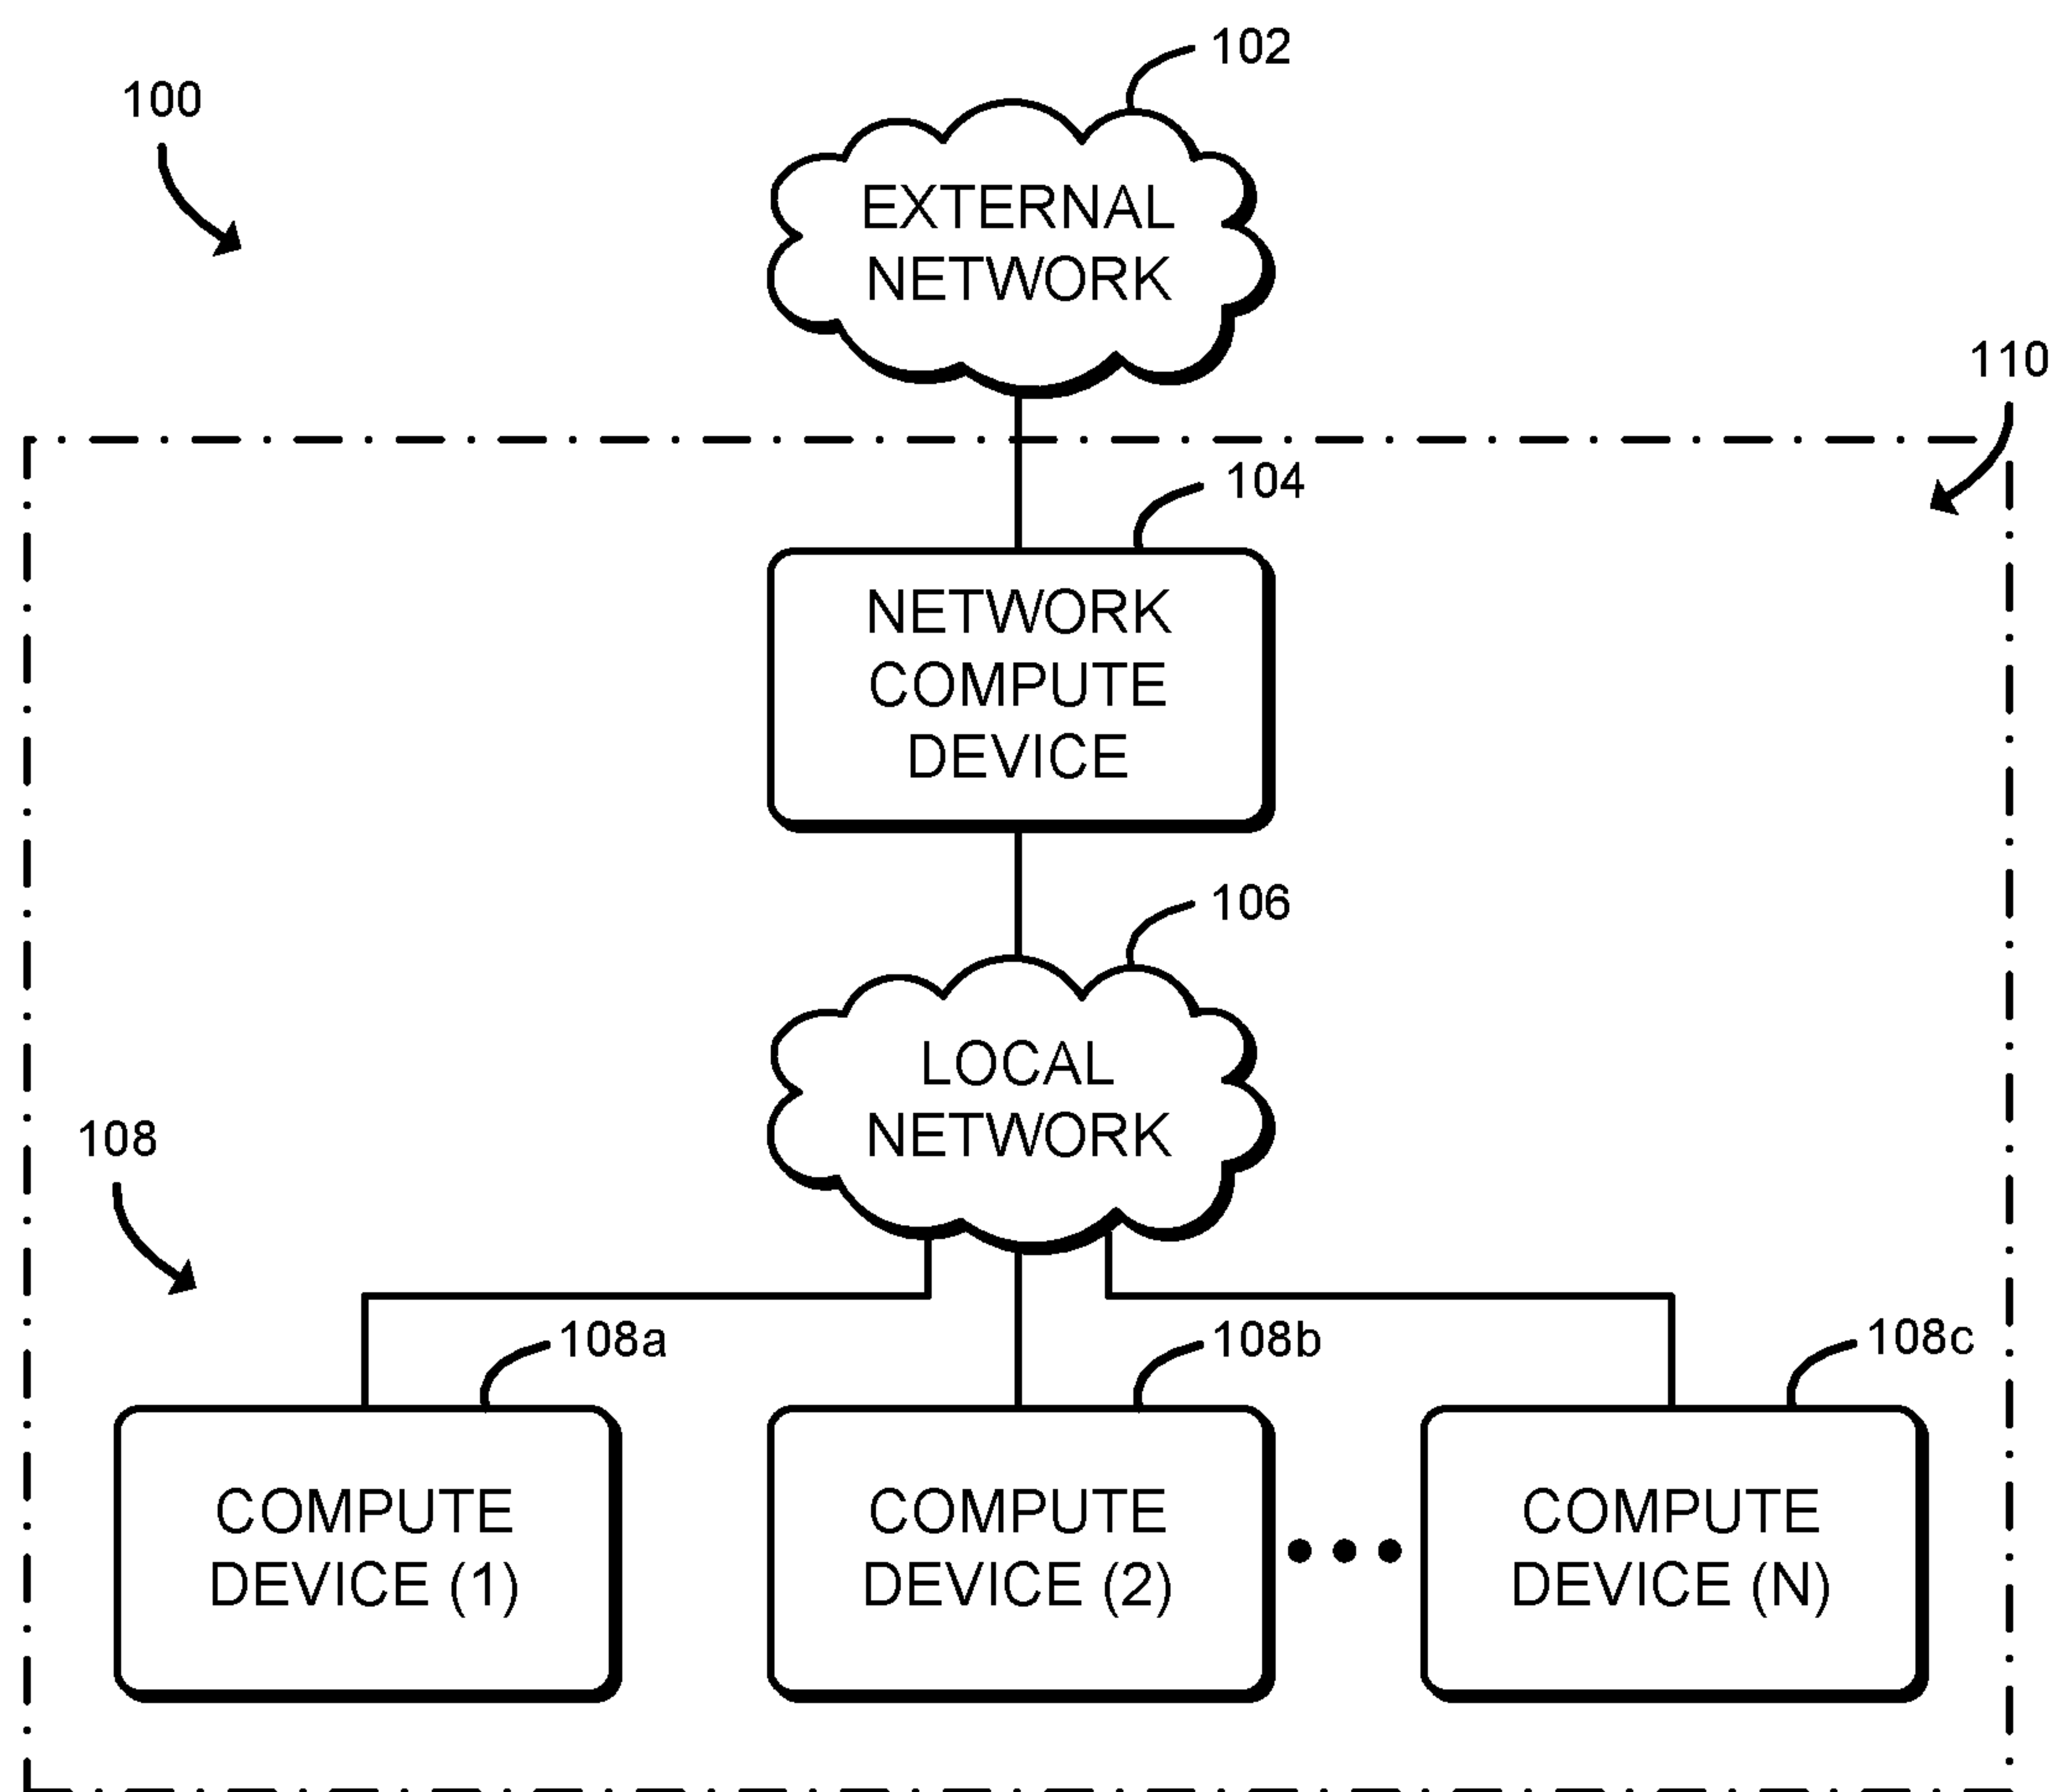 102
100
EXTERNAL
NETWORK
110
104
NETWORK
COMPUTE
DEVICE
106
LOCAL
NETWORK
108
108a
108b
108c
COMPUTE
DEVICE (1)
COMPUTE
DEVICE (2)
COMPUTE
DEVICE (N)